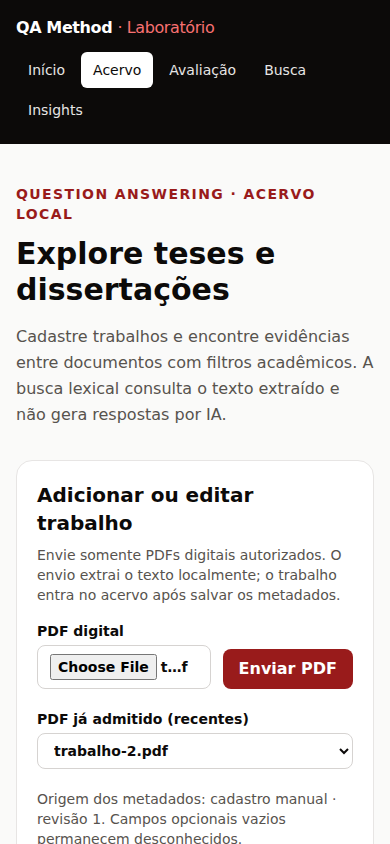 QA Method · Laboratório
Início Acervo Avaliação Busca
Insights
QUESTION ANSWERING · ACERVO
LOCAL
Explore teses e
dissertações
Cadastre trabalhos e encontre evidências
entre documentos com filtros acadêmicos. A
busca lexical consulta o texto extraído e
não gera respostas por IA.
Adicionar ou editar
trabalho
Envie somente PDFs digitais autorizados. O
envio extrai o texto localmente; o trabalho
entra no acervo após salvar os metadados.
PDF digital
Choose File t…f Enviar PDF
PDF já admitido (recentes)
trabalho-2.pdf
Origem dos metadados: cadastro manual ·
revisão 1. Campos opcionais vazios
permanecem desconhecidos.